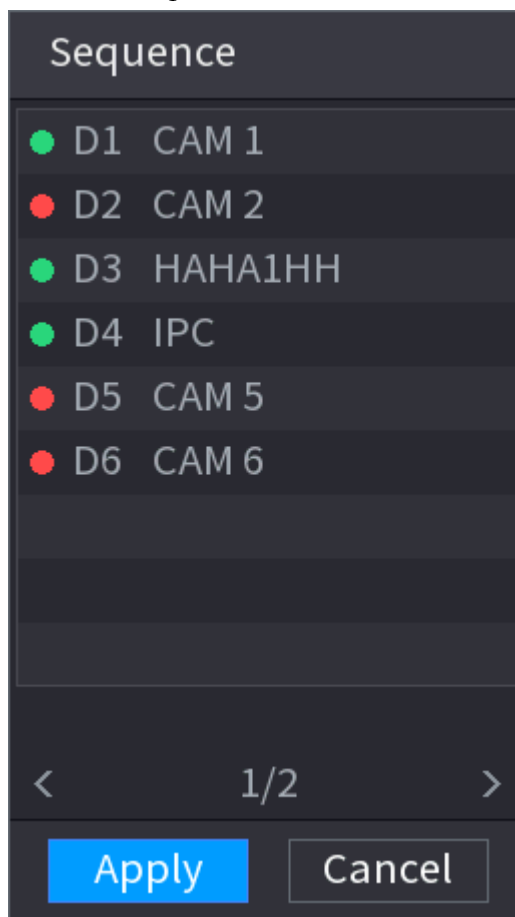 Sequence
D1 CAM 1
D2 CAM 2
D3 HAHA1HH
D4 IPC
D5 CAM 5
D6 CAM 6
< 1/2 >
Apply Cancel